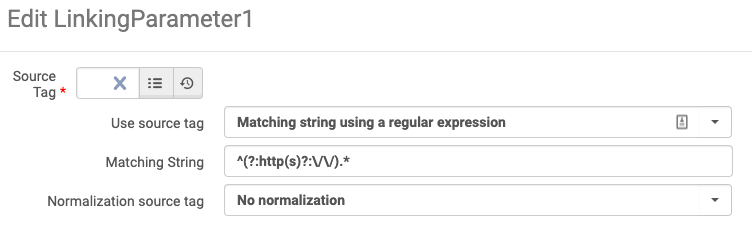 Edit LinkingParameter1
Source
Tag *
Use source tag Matching string using a regular expression
Matching String ^(?:http(s)?:\/\/).*
Normalization source tag No normalization